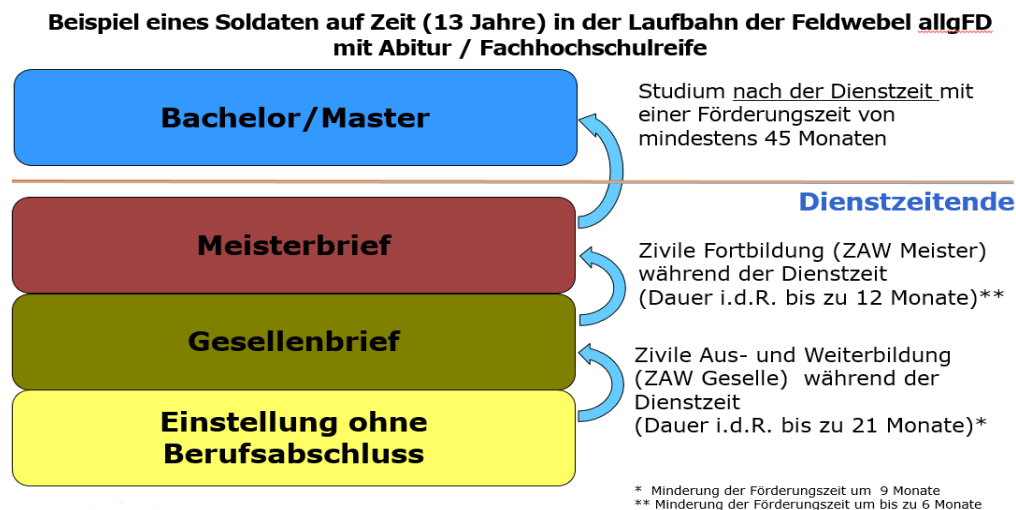 Beispiel eines Soldaten auf Zeit (13 Jahre) in der Laufbahn der Feldwebel allgFD
mit Abitur / Fachhochschulreife
Bachelor/Master
Studium nach der Dienstzeit mit
einer Förderungszeit von
mindestens 45 Monaten
Dienstzeitende
Meisterbrief
Zivile Fortbildung (ZAW Meister)
während der Dienstzeit
(Dauer i.d.R. bis zu 12 Monate)**
Gesellenbrief
Zivile Aus- und Weiterbildung
(ZAW Geselle)  während der
Dienstzeit
(Dauer i.d.R. bis zu 21 Monate)*
Einstellung ohne
Berufsabschluss
*  Minderung der Förderungszeit um  9 Monate
** Minderung der Förderungszeit um bis zu 6 Monate